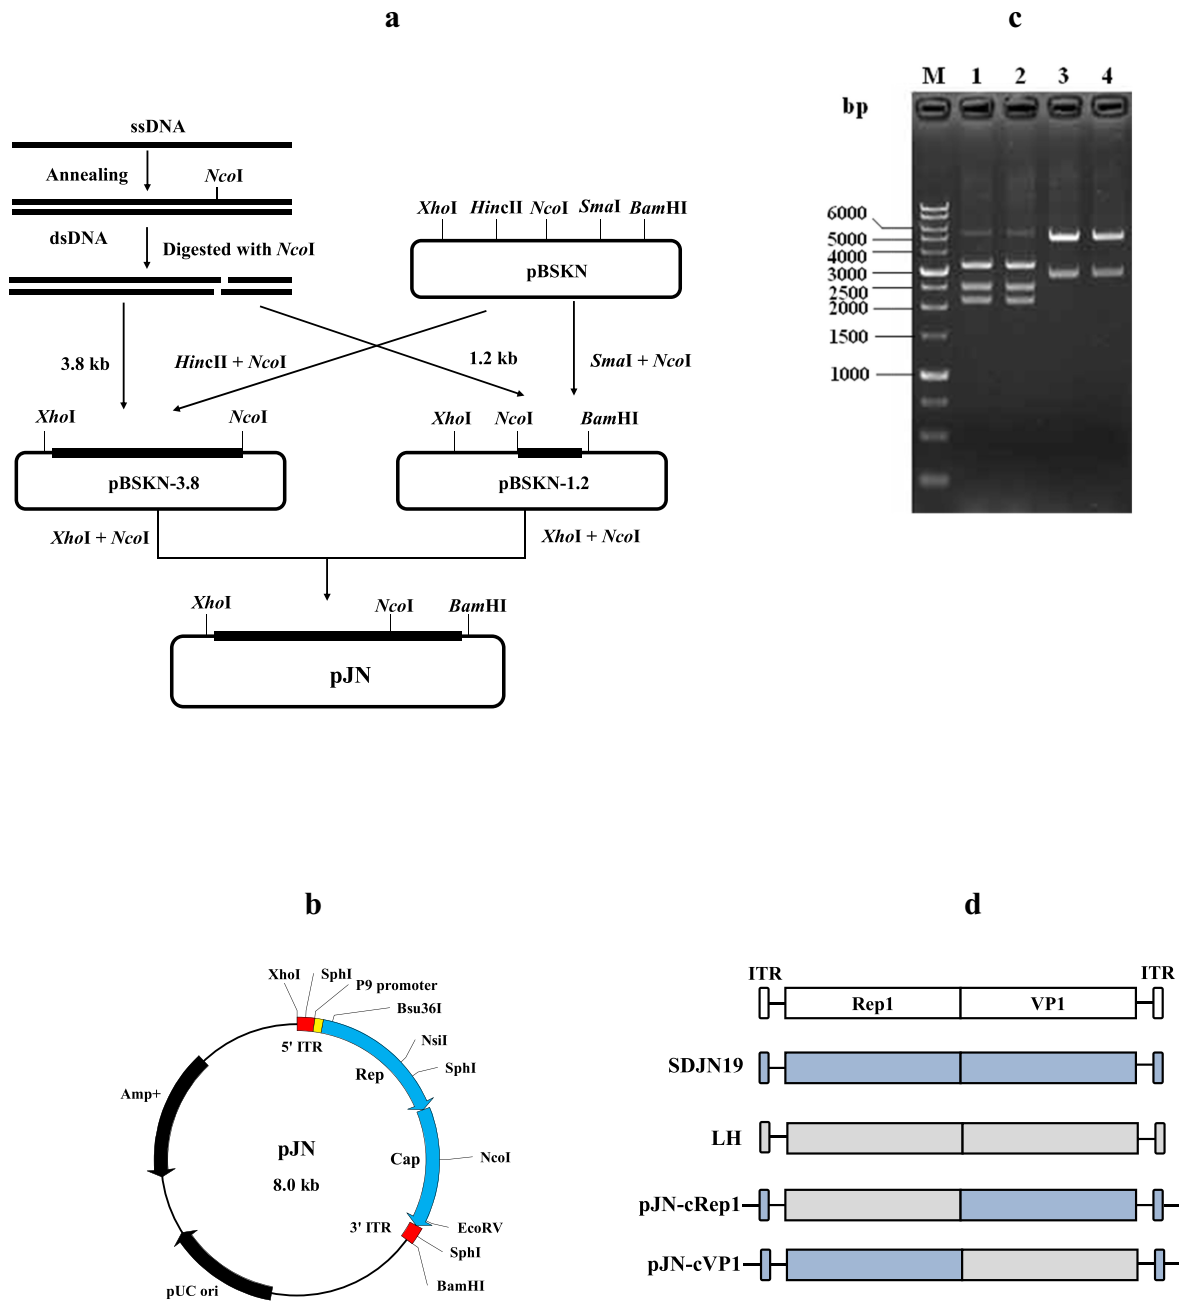 a
ssDNA
Annealing
NcoI
dsDNA
Digested with NcoI
XhoI HincII NcoI SmaI BamHI
pBSKN
3.8 kb
HincII + NcoI
1.2 kb
SmaI + NcoI
XhoI NcoI
pBSKN-3.8
XhoI NcoI BamHI
pBSKN-1.2
XhoI + NcoI
XhoI + NcoI
XhoI NcoI BamHI
pJN
c
M 1 2 3 4
bp
6000
5000
4000
3000
2500
2000
1500
1000
b
XhoI
SphI
P9 promoter
Bsu36I
5' ITR
NsiI
Rep
SphI
Amp+
pJN
8.0 kb
Cap
NcoI
3' ITR
EcoRV
SphI
BamHI
pUC ori
d
ITR ITR
Rep1 VP1
SDJN19
LH
pJN-cRep1
pJN-cVP1